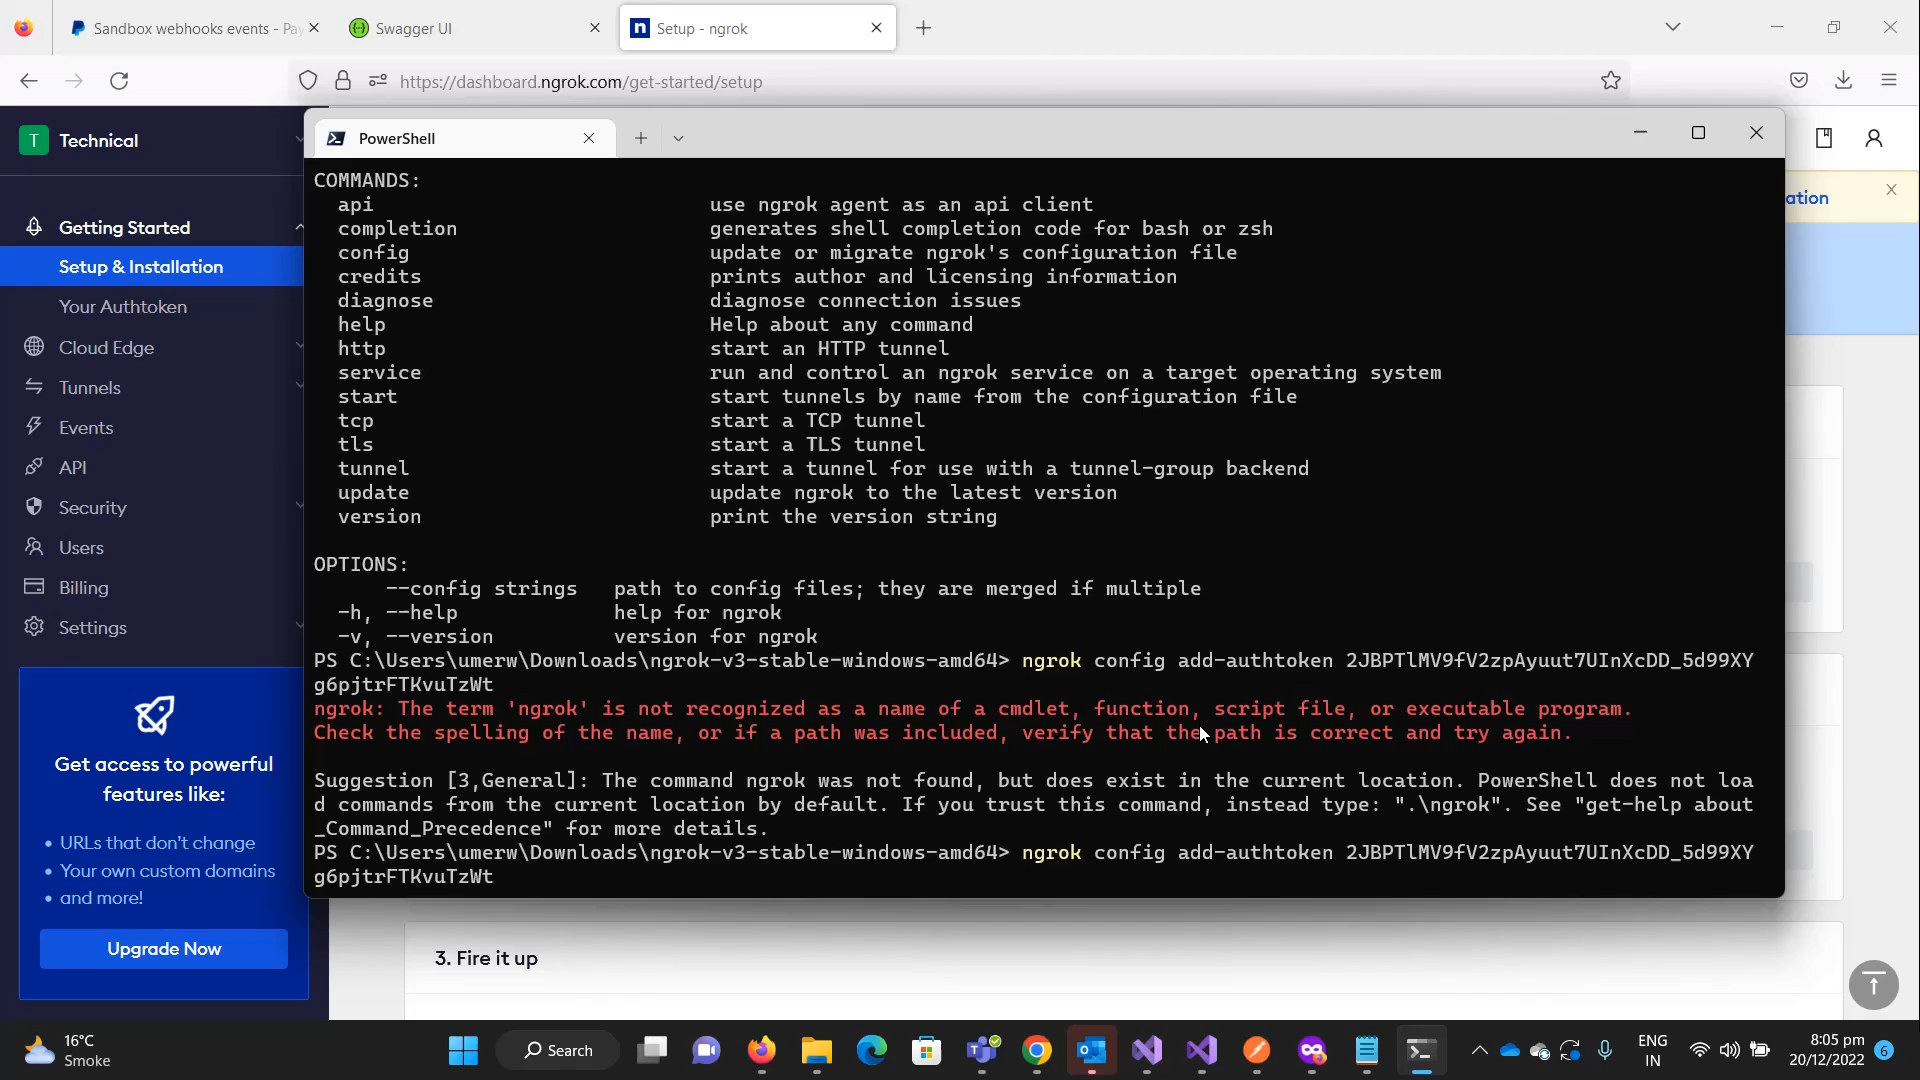 Sandbox webhooks events - Pay
Swagger UI
Setup - ngrok
https://dashboard.ngrok.com/get-started/setup
T Technical
PowerShell
ation
Getting Started
Setup & Installation
Your Authtoken
Cloud Edge
Tunnels
Events
API
Security
Users
Billing
Settings
Get access to powerful
features like:
• URLs that don't change
• Your own custom domains
• and more!
Upgrade Now
COMMANDS:
api use ngrok agent as an api client
completion generates shell completion code for bash or zsh
config update or migrate ngrok's configuration file
credits prints author and licensing information
diagnose diagnose connection issues
help Help about any command
http start an HTTP tunnel
service run and control an ngrok service on a target operating system
start start tunnels by name from the configuration file
tcp start a TCP tunnel
tls start a TLS tunnel
tunnel start a tunnel for use with a tunnel-group backend
update update ngrok to the latest version
version print the version string
OPTIONS:
--config strings path to config files; they are merged if multiple
-h, --help help for ngrok
-v, --version version for ngrok
PS C:\Users\umerw\Downloads\ngrok-v3-stable-windows-amd64> ngrok config add-authtoken 2JBPTlMV9fV2zpAyuut7UInXcDD_5d99XY
g6pjtrFTKvuTzWt
ngrok: The term 'ngrok' is not recognized as a name of a cmdlet, function, script file, or executable program.
Check the spelling of the name, or if a path was included, verify that the path is correct and try again.
Suggestion [3,General]: The command ngrok was not found, but does exist in the current location. PowerShell does not loa
d commands from the current location by default. If you trust this command, instead type: ".\ngrok". See "get-help about
_Command_Precedence" for more details.
PS C:\Users\umerw\Downloads\ngrok-v3-stable-windows-amd64> ngrok config add-authtoken 2JBPTlMV9fV2zpAyuut7UInXcDD_5d99XY
g6pjtrFTKvuTzWt
3. Fire it up
16°C
Smoke
Search
ENG
IN
8:05 pm
20/12/2022
6